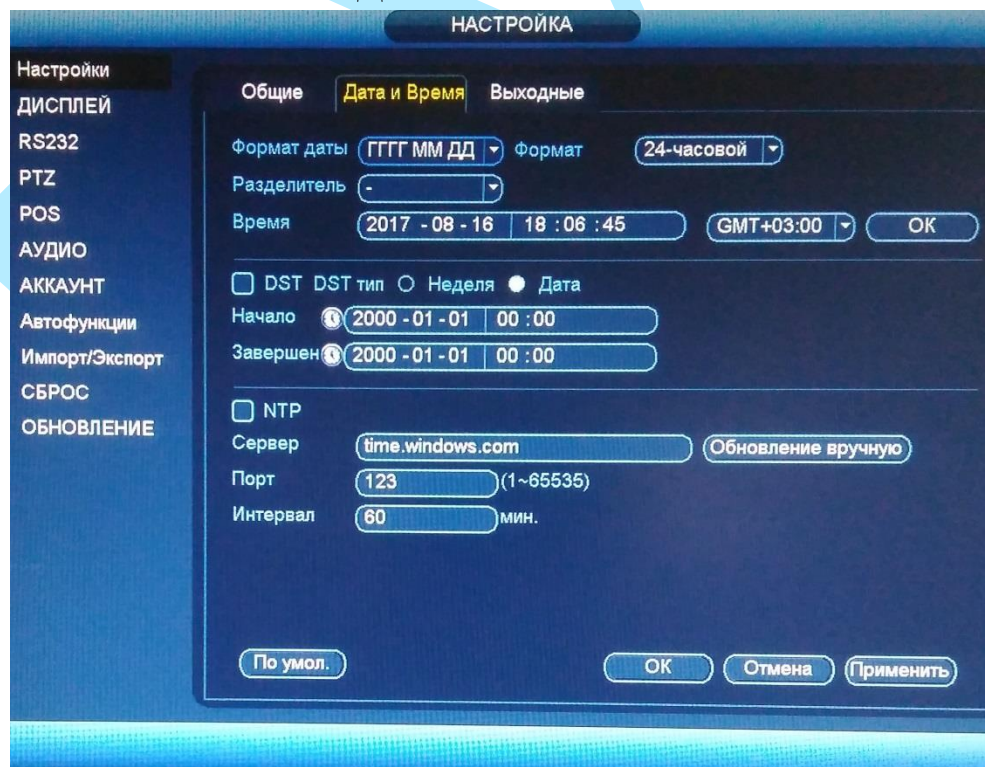 НАСТРОЙКА
Настройки
ДИСПЛЕЙ
RS232
PTZ
POS
АУДИО
АККАУНТ
Автофункции
Импорт/Экспорт
СБРОС
ОБНОВЛЕНИЕ
Общие Дата и Время Выходные
Формат даты ГГГГ ММ ДД Формат 24-часовой
Разделитель -
Время 2017 - 08 - 16 18 : 06 : 45 GMT+03:00 OK
DST DST тип Неделя Дата
Начало 2000 - 01 - 01 00 : 00
Завершен 2000 - 01 - 01 00 : 00
NTP
Сервер time.windows.com Обновление вручную
Порт 123 (1~65535)
Интервал 60 мин.
По умол. OK Отмена Применить